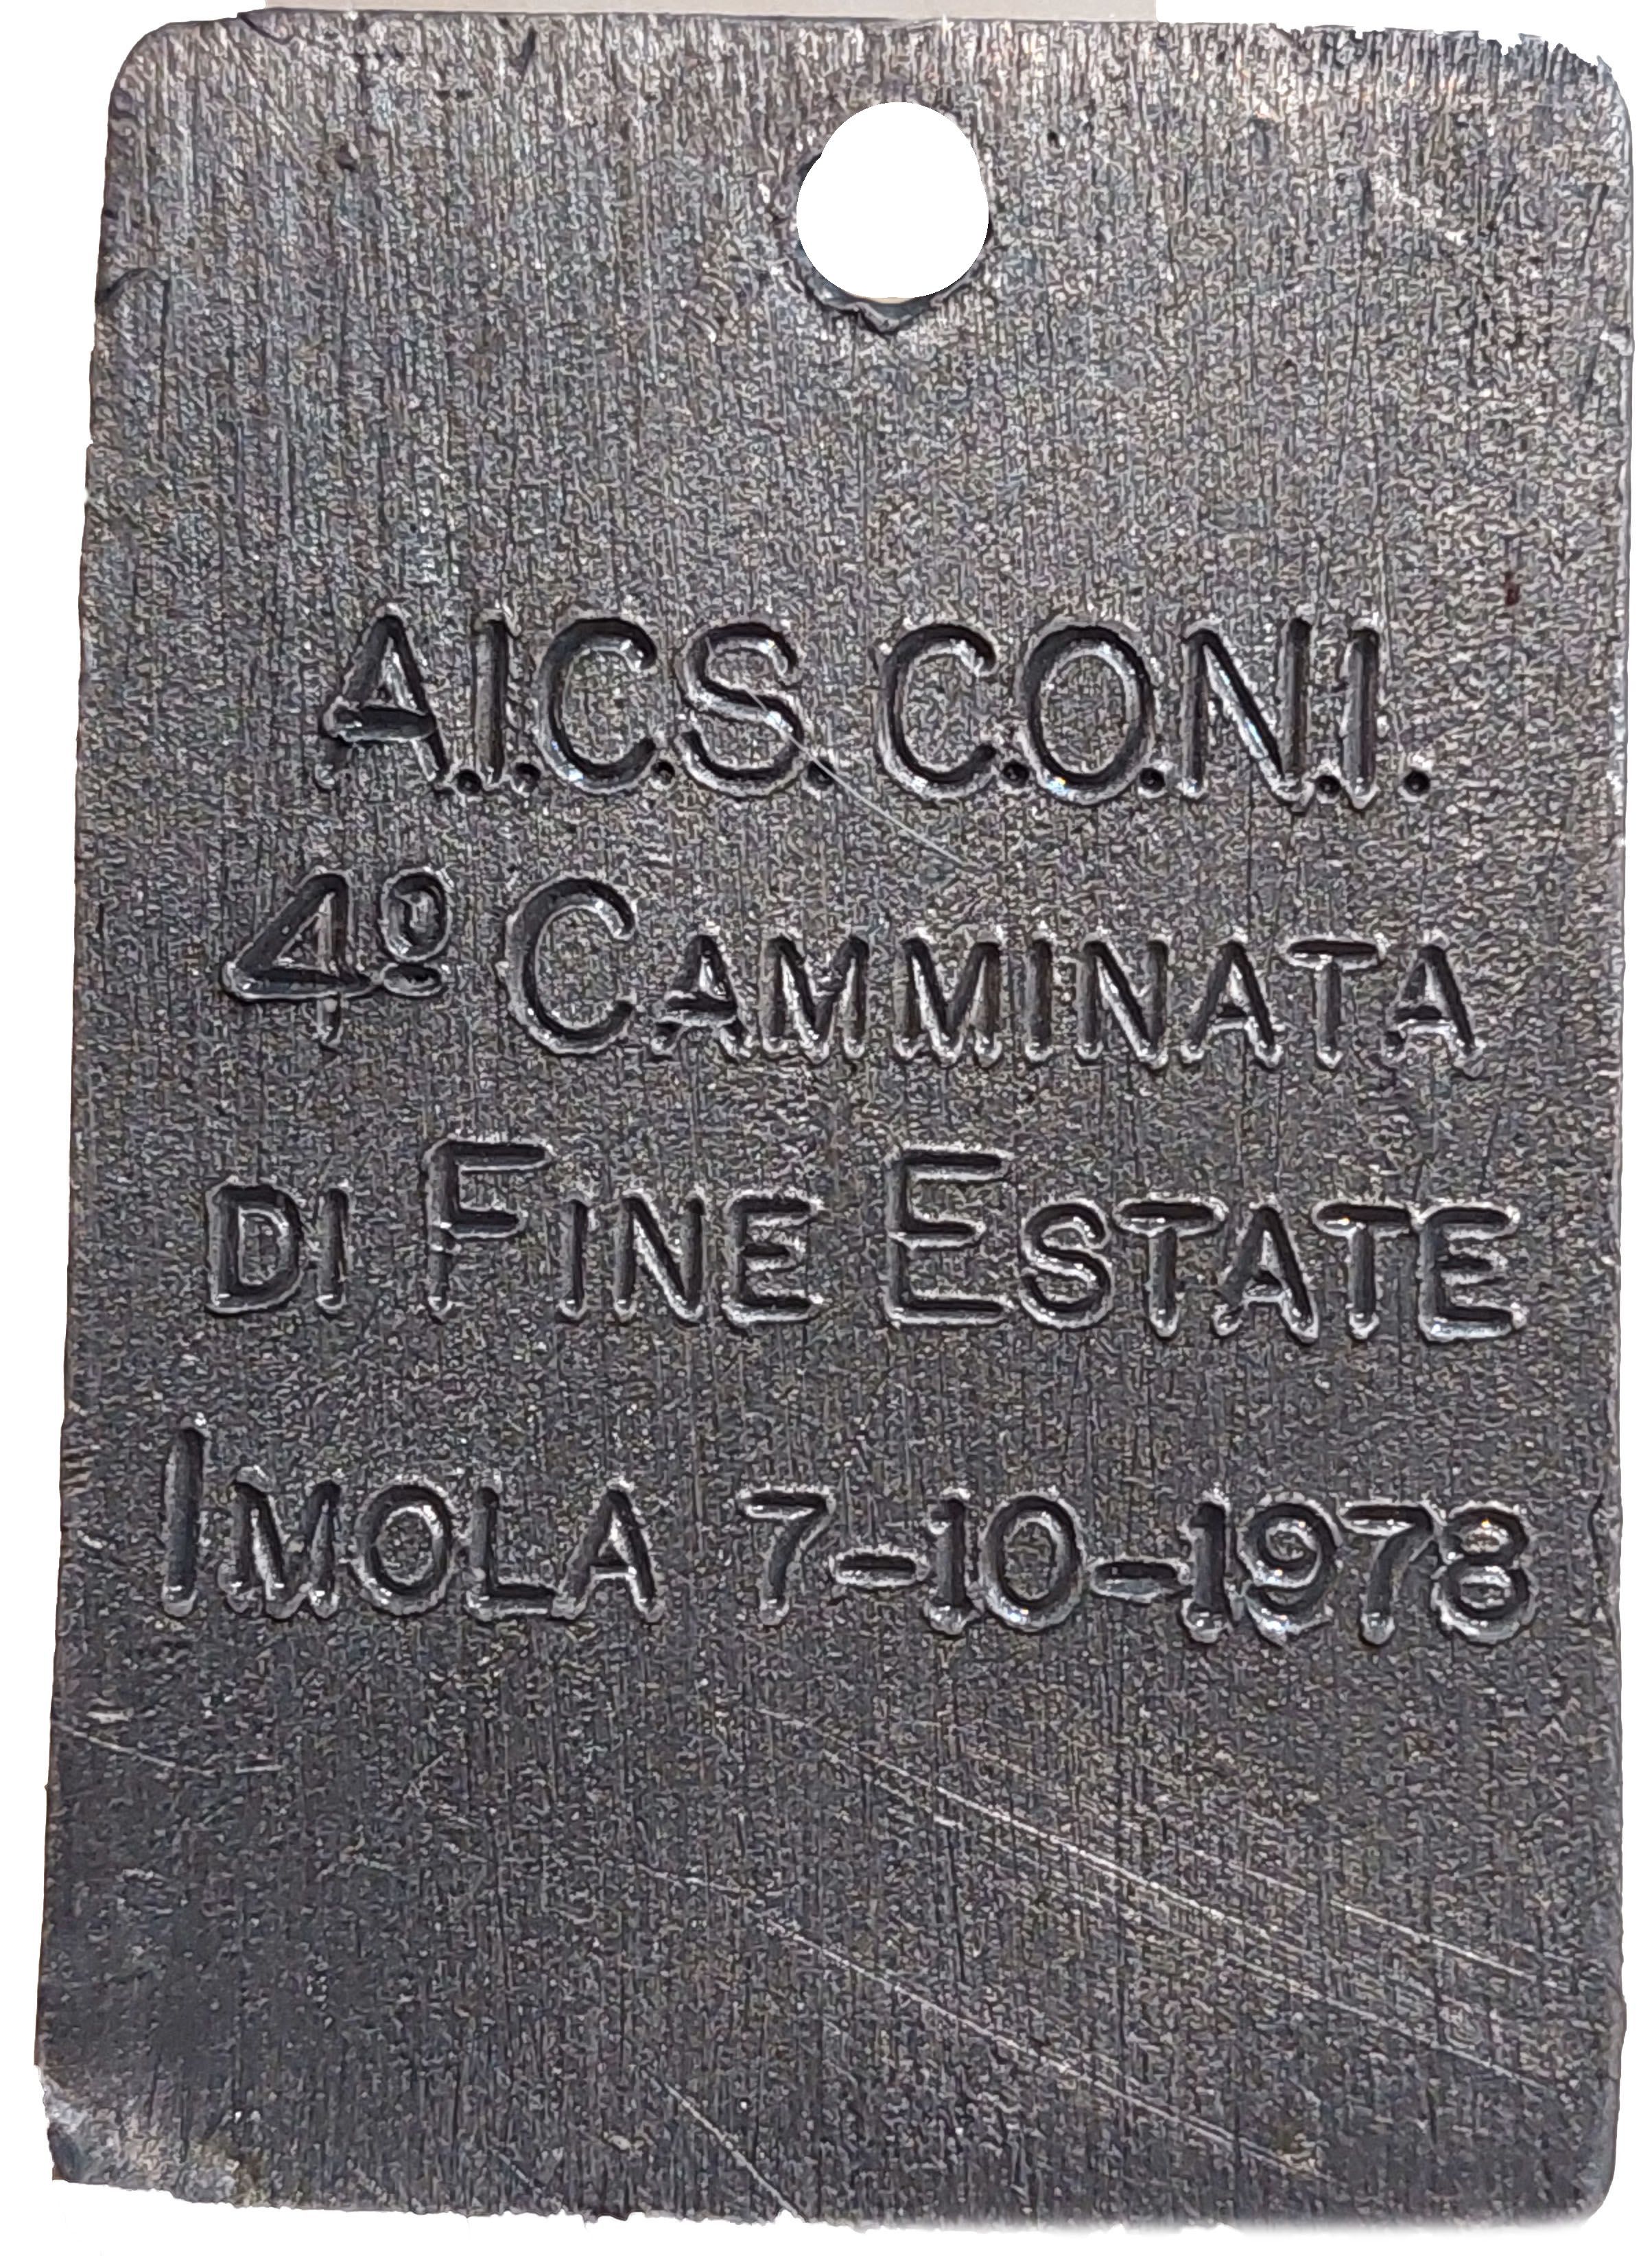 A.I.C.S. C.O.N.I.
4º CAMMINATA
DI FINE ESTATE
IMOLA 7-10-1978